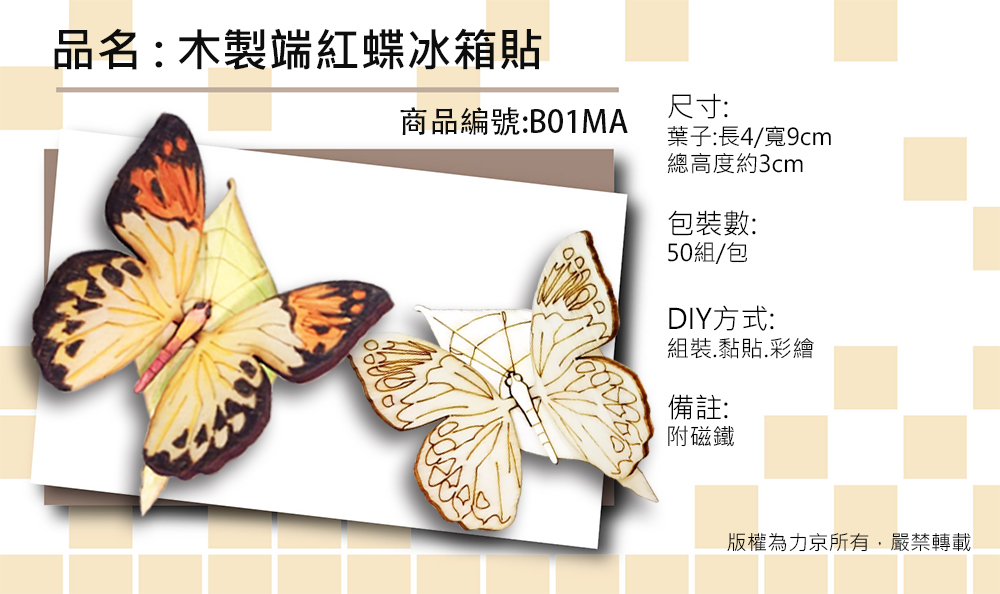 品名 : 木製端紅蝶冰箱貼
商品編號:B01MA
尺寸:
葉子:長4/寬9cm
總高度約3cm
包裝數:
50組/包
DIY方式:
組裝.黏貼.彩繪
備註:
附磁鐵
版權為力京所有，嚴禁轉載